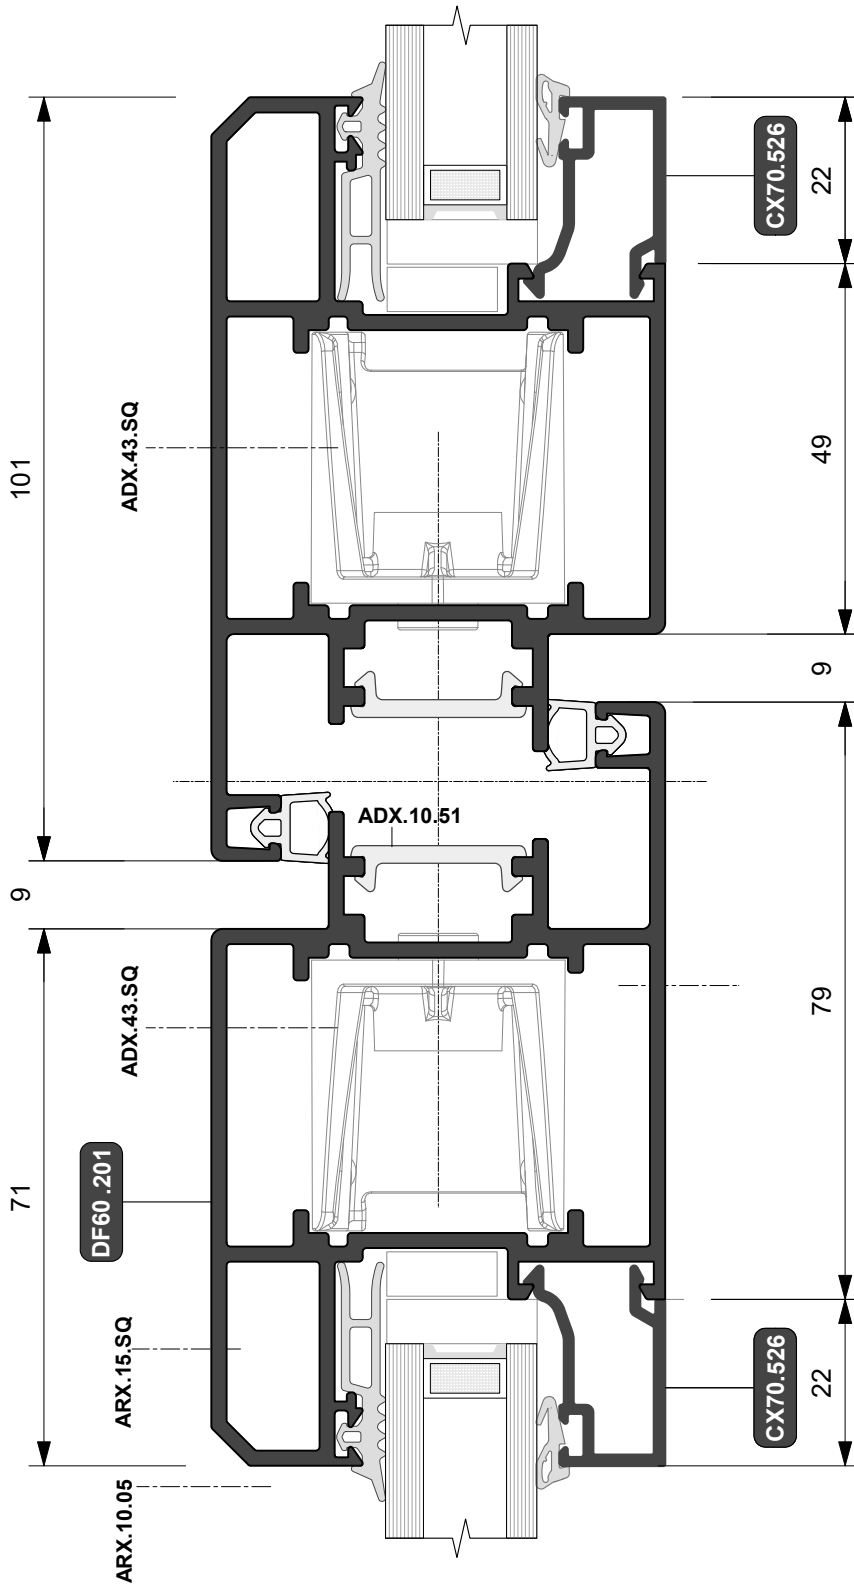 CX70.526
22
ADX.43.SQ
101
49
9
ADX.10.51
9
ADX.43.SQ
79
DF60 .201
71
ARX.15.SQ
CX70.526
22
ARX.10.05